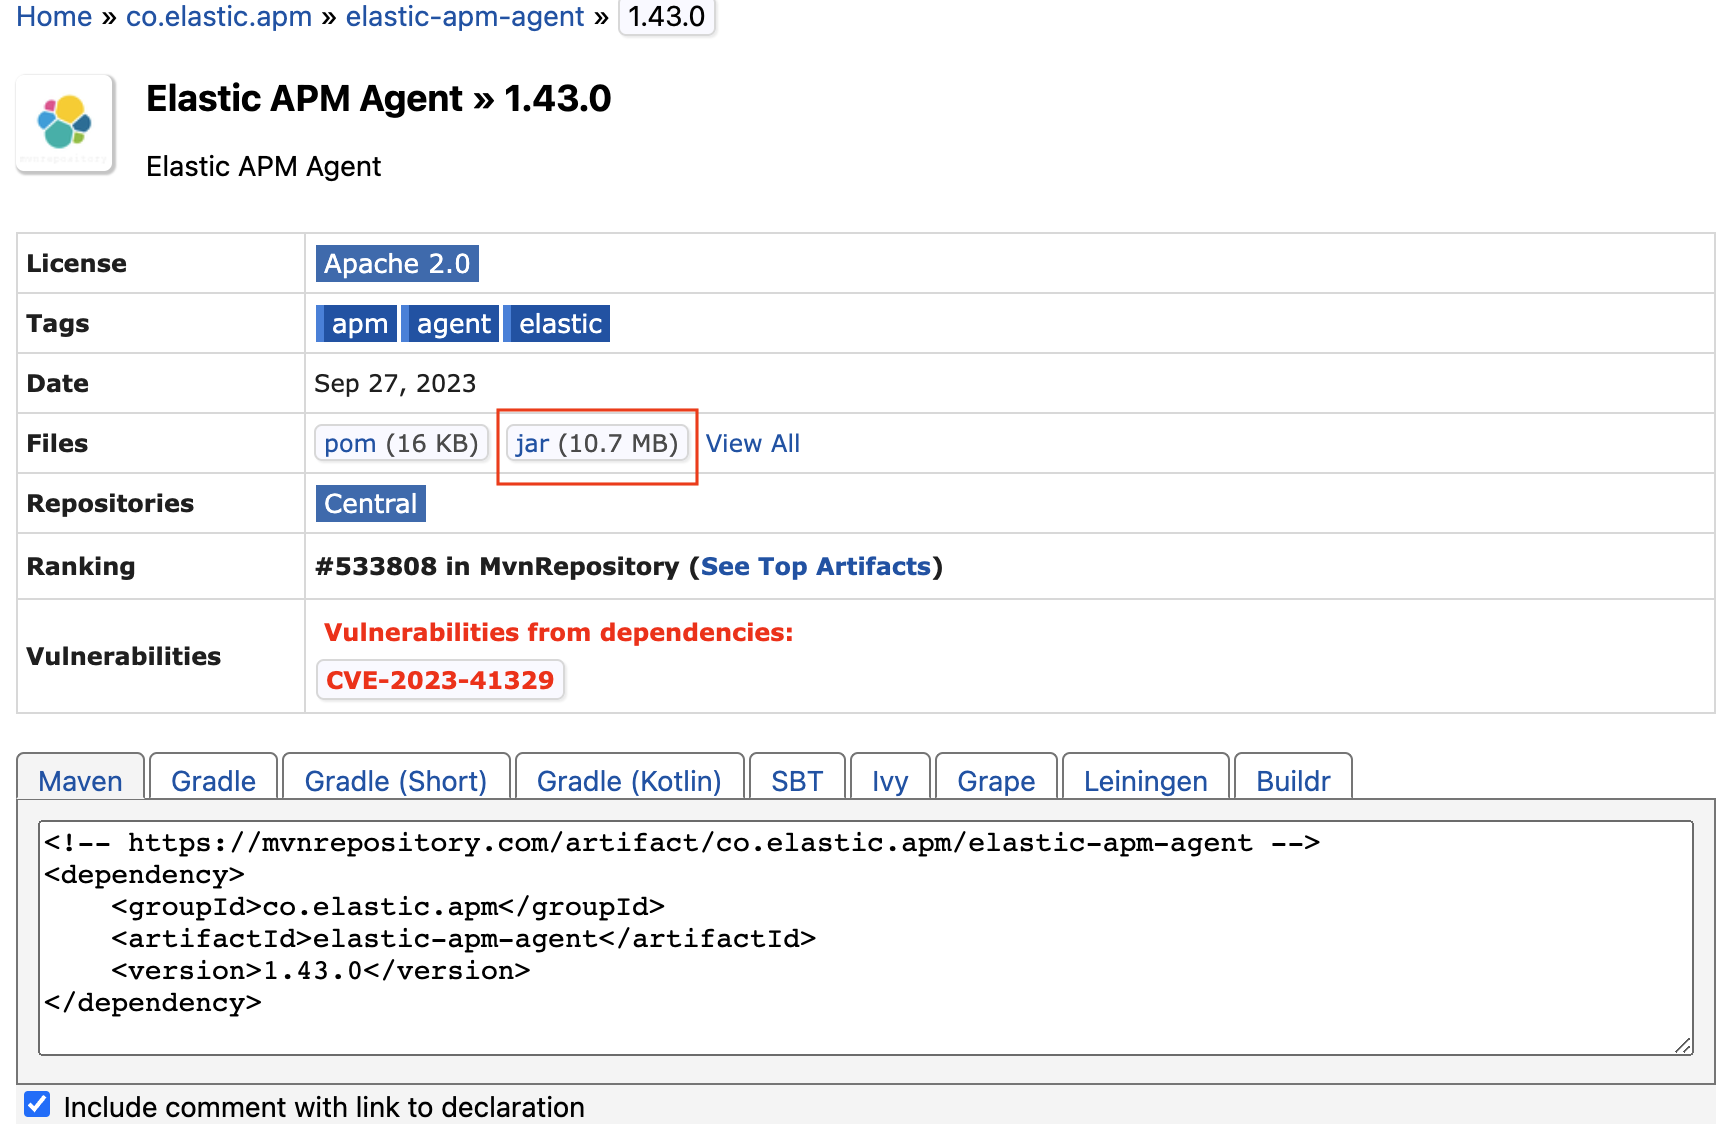 Home » co.elastic.apm » elastic-apm-agent » 1.43.0
Elastic APM Agent » 1.43.0
Elastic APM Agent
License Apache 2.0
Tags apm agent elastic
Date Sep 27, 2023
Files pom (16 KB) jar (10.7 MB) View All
Repositories Central
Ranking #533808 in MvnRepository (See Top Artifacts)
Vulnerabilities Vulnerabilities from dependencies:
CVE-2023-41329
Maven Gradle Gradle (Short) Gradle (Kotlin) SBT Ivy Grape Leiningen Buildr
<!-- https://mvnrepository.com/artifact/co.elastic.apm/elastic-apm-agent -->
<dependency>
    <groupId>co.elastic.apm</groupId>
    <artifactId>elastic-apm-agent</artifactId>
    <version>1.43.0</version>
</dependency>
Include comment with link to declaration